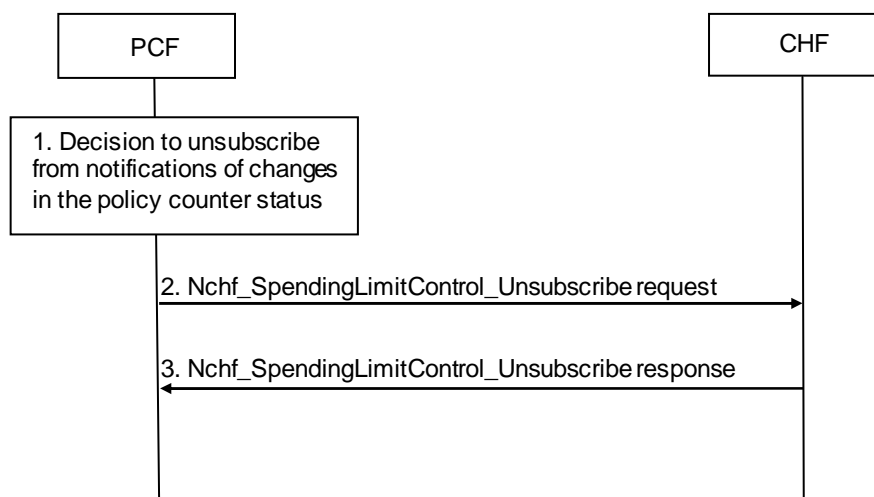 PCF
CHF
1. Decision to unsubscribe
from notifications of changes
in the policy counter status
2. Nchf_SpendingLimitControl_Unsubscribe request
3. Nchf_SpendingLimitControl_Unsubscribe response